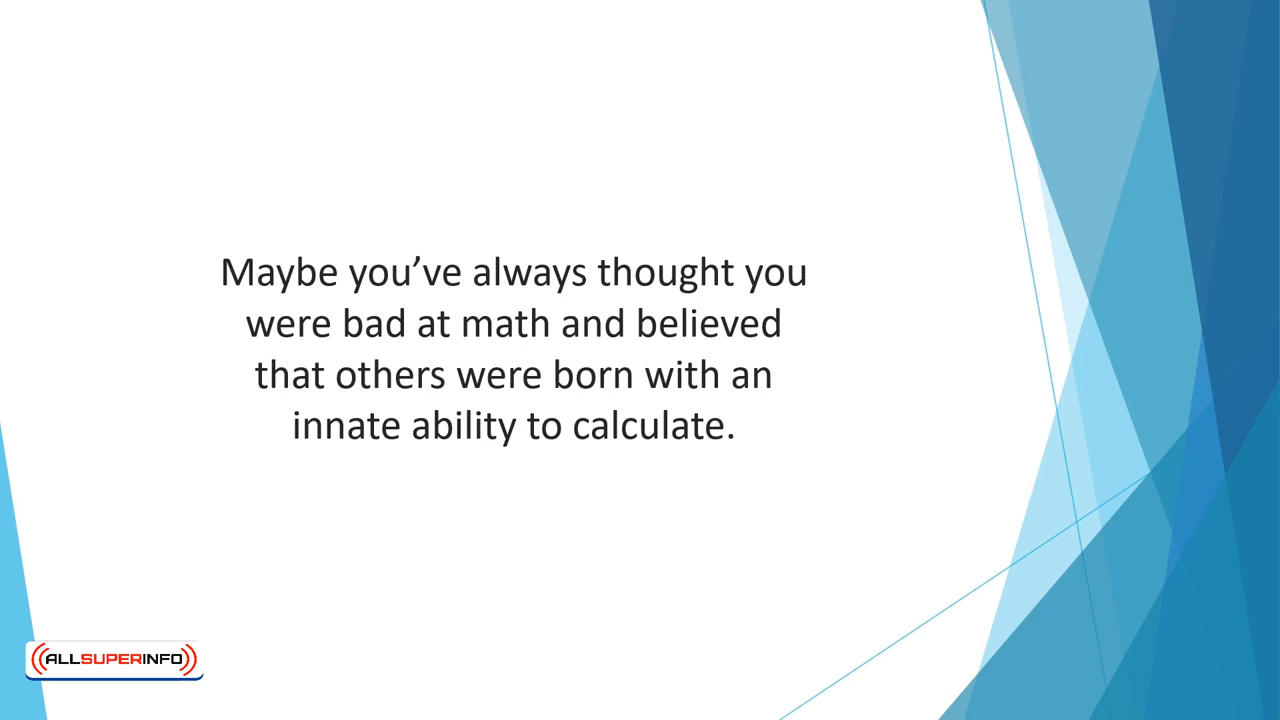 Maybe you’ve always thought you
were bad at math and believed
that others were born with an
innate ability to calculate.
ALLSUPERINFO